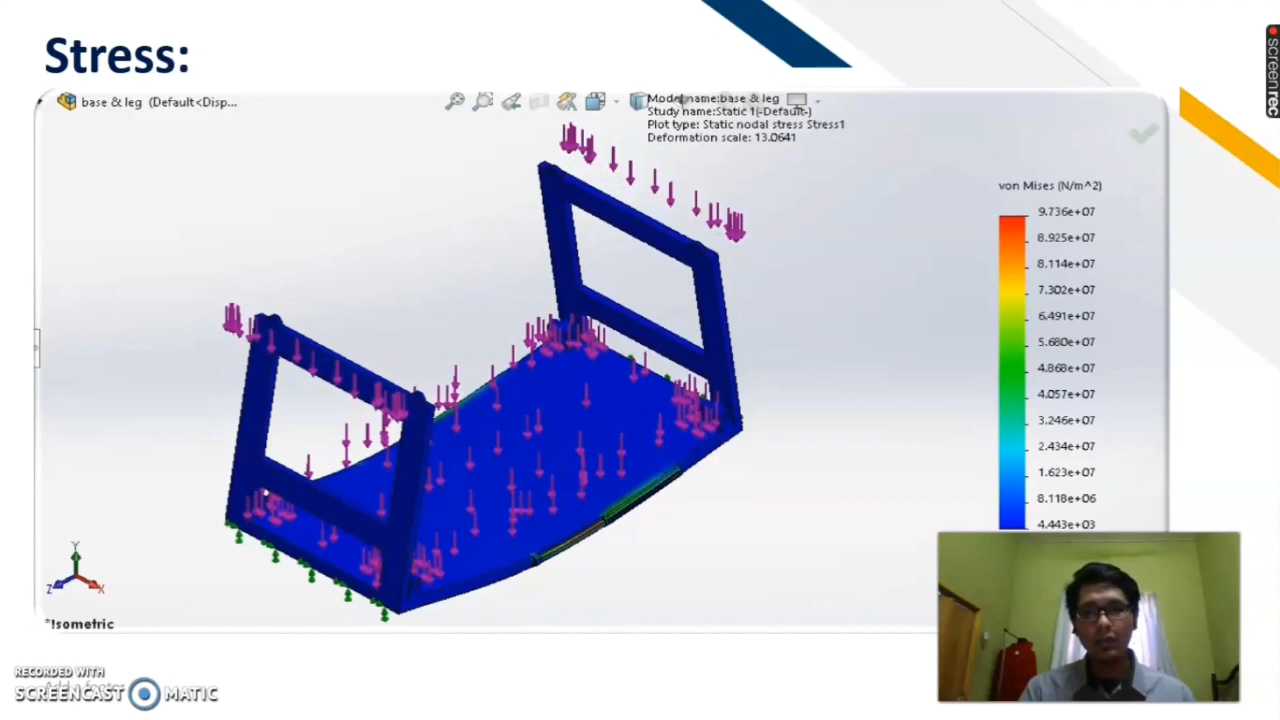 Stress:
screenrec
base & leg (Default<Disp...
Model name:base & leg
Study name:Static 1(-Default-)
Plot type: Static nodal stress Stress1
Deformation scale: 13.0641
von Mises (N/m^2)
9.736e+07
8.925e+07
8.114e+07
7.302e+07
6.491e+07
5.680e+07
4.868e+07
4.057e+07
3.246e+07
2.434e+07
1.623e+07
8.118e+06
4.443e+03
Y
Z
X
*Isometric
RECORDED WITH
SCREENCAST MATIC